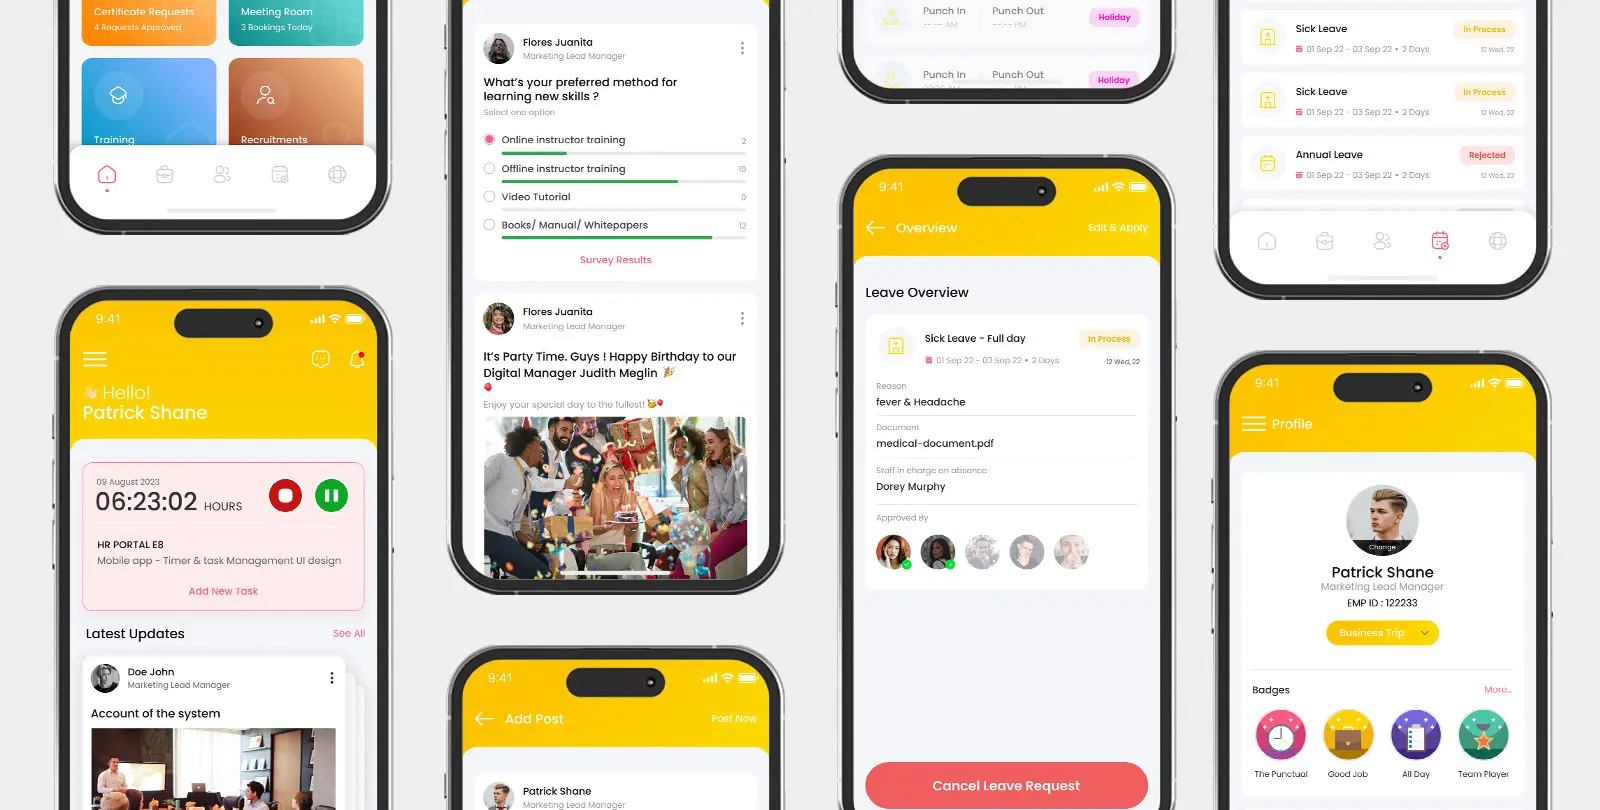 Certificate Requests
4 Requests Approved
Meeting Room
3 Bookings Today
Training
Recruitments
9:41
Hello!
Patrick Shane
09 August 2023
06:23:02 HOURS
HR PORTAL E8
Mobile app - Timer & task Management UI design
Add New Task
Latest Updates
See All
Doe John
Marketing Lead Manager
Account of the system
Flores Juanita
Marketing Lead Manager
What's your preferred method for
learning new skills ?
Select one option
Online instructor training
2
Offline instructor training
10
Video Tutorial
0
Books/ Manual/ Whitepapers
12
Survey Results
Flores Juanita
Marketing Lead Manager
It's Party Time. Guys ! Happy Birthday to our
Digital Manager Judith Meglin 🎉
🎈
Enjoy your special day to the fullest! 🥳🎈
9:41
Add Post
Post Now
Patrick Shane
Marketing Lead Manager
Punch In
--:-- AM
Punch Out
--:-- PM
Holiday
Punch In
Punch Out
Holiday
9:41
Overview
Edit & Apply
Leave Overview
Sick Leave - Full day
In Process
01 Sep 22 - 03 Sep 22 • 2 Days
12 Wed, 22
Reason
fever & Headache
Document
medical-document.pdf
Staff in charge on absence
Dorey Murphy
Approved By
Cancel Leave Request
Sick Leave
In Process
01 Sep 22 - 03 Sep 22 • 2 Days
12 Wed, 22
Sick Leave
In Process
01 Sep 22 - 03 Sep 22 • 2 Days
12 Wed, 22
Annual Leave
Rejected
01 Sep 22 - 03 Sep 22 • 2 Days
12 Wed, 22
9:41
Profile
Change
Patrick Shane
Marketing Lead Manager
EMP ID : 122233
Business Trip
Badges
More...
The Punctual
Good Job
All Day
Team Player